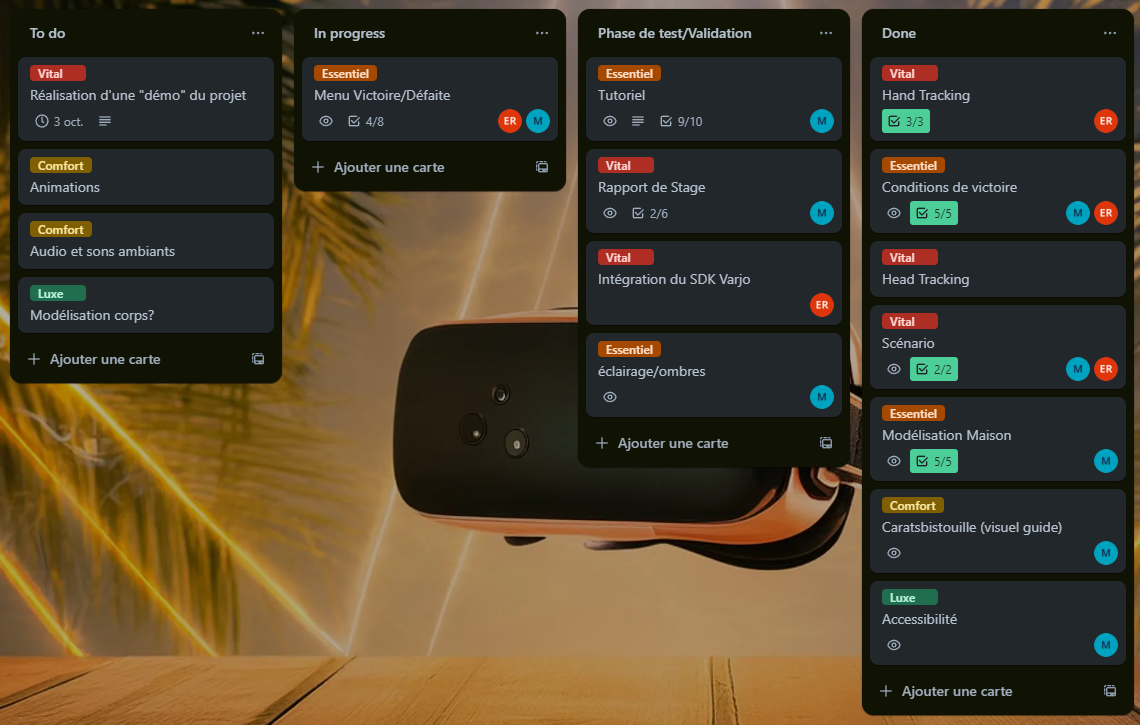 To do
Vital
Réalisation d'une "démo" du projet
3 oct.
Comfort
Animations
Comfort
Audio et sons ambiants
Luxe
Modélisation corps?
+ Ajouter une carte
In progress
Essentiel
Menu Victoire/Défaite
4/8
ER M
+ Ajouter une carte
Phase de test/Validation
Essentiel
Tutoriel
9/10
M
Vital
Rapport de Stage
2/6
M
Vital
Intégration du SDK Varjo
ER
Essentiel
éclairage/ombres
M
+ Ajouter une carte
Done
Vital
Hand Tracking
3/3
ER
Essentiel
Conditions de victoire
5/5
M ER
Vital
Head Tracking
Vital
Scénario
2/2
M ER
Essentiel
Modélisation Maison
5/5
M
Comfort
Caratsbistouille (visuel guide)
M
Luxe
Accessibilité
M
+ Ajouter une carte